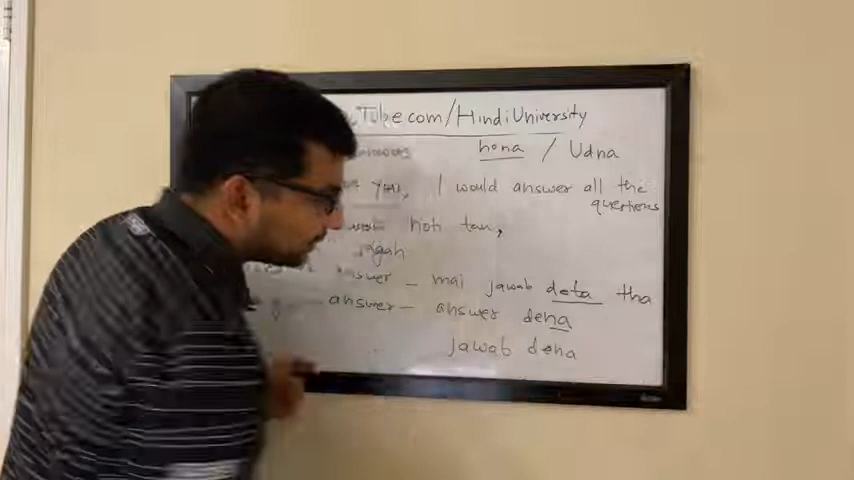 Tube.com/HindiUniversity
hona / Udna
you, I would answer all the
questions
hoti tau,
jagah
answer - mai jawab deta tha
answer - answer dena
jawab dena